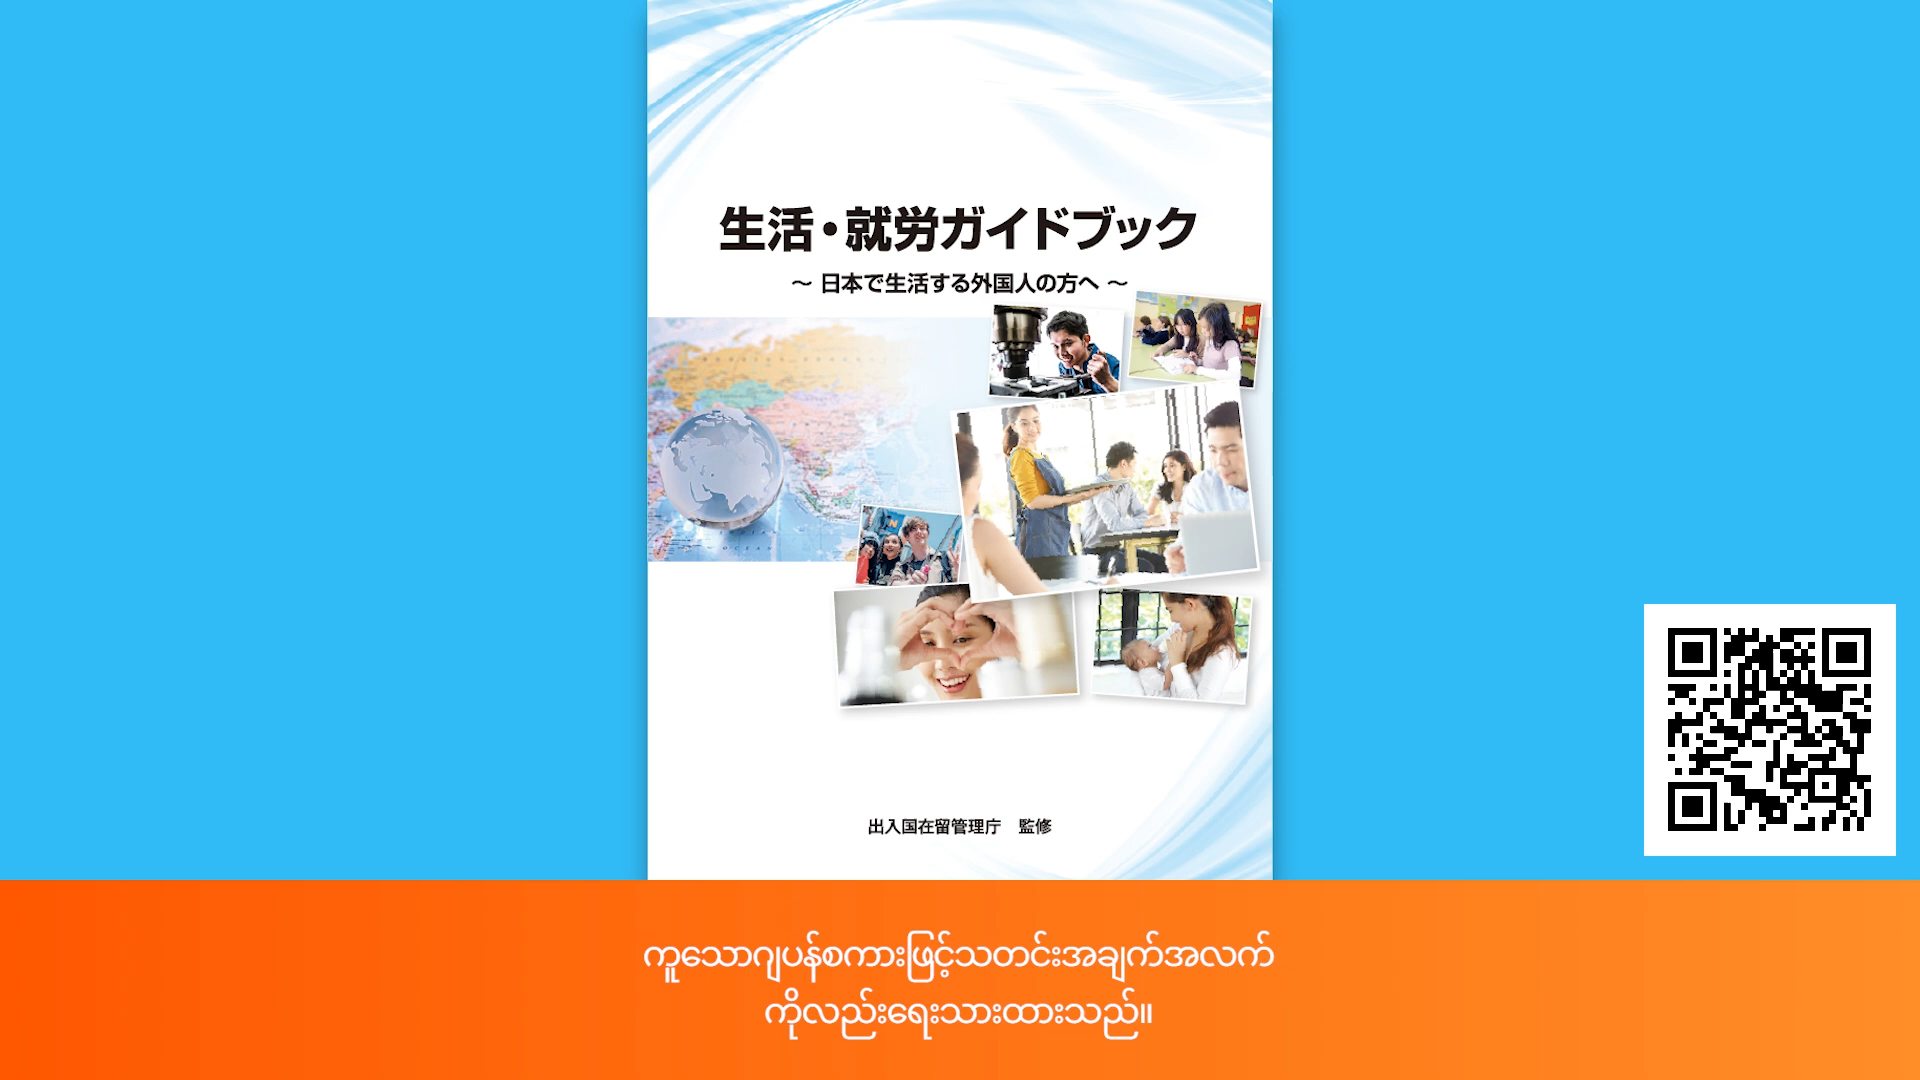 生活・就労ガイドブック
～ 日本で生活する外国人の方へ ～
出入国在留管理庁　監修
ကူသောဂျပန်စကားဖြင့်သတင်းအချက်အလက်
ကိုလည်းရေးသားထားသည်။